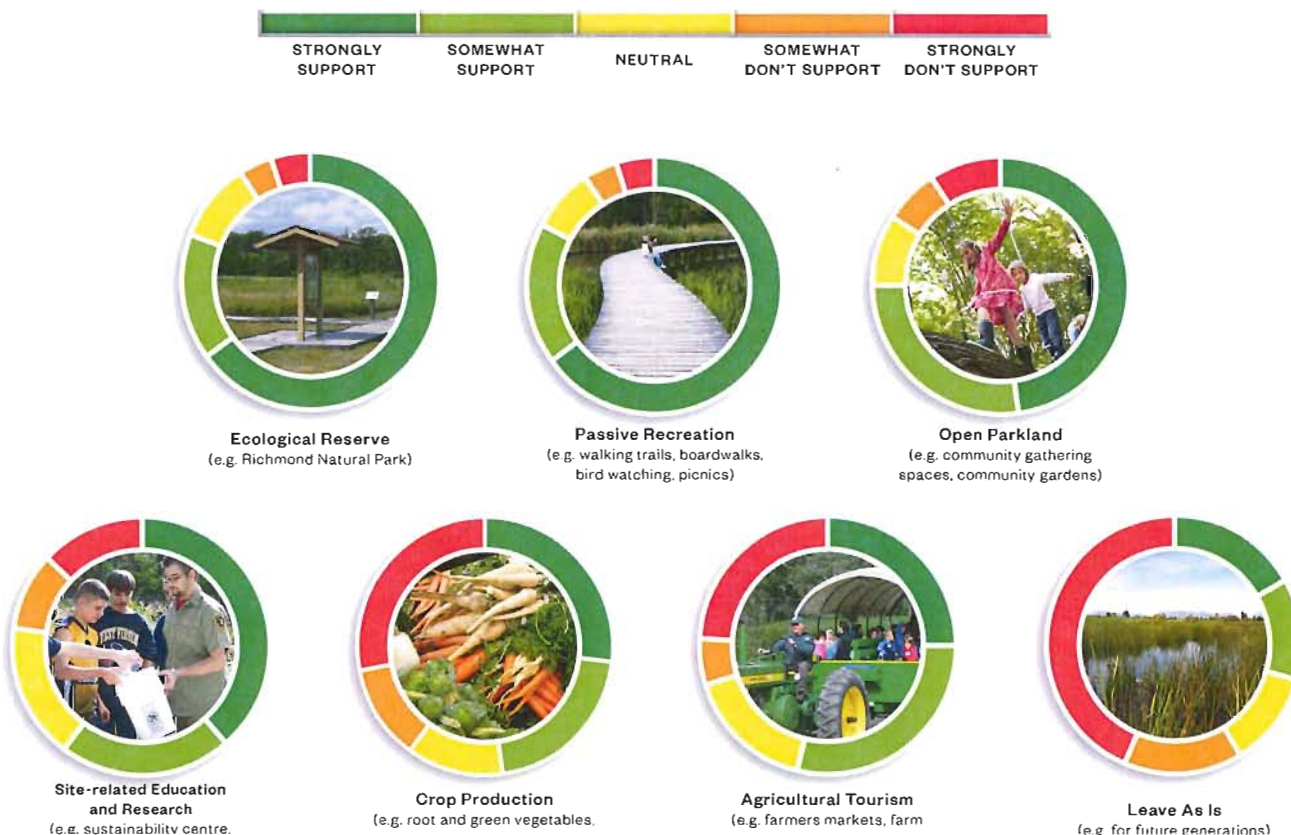 STRONGLY
SUPPORT
SOMEWHAT
SUPPORT
NEUTRAL
SOMEWHAT
DON'T SUPPORT
STRONGLY
DON'T SUPPORT
Ecological Reserve
(e.g. Richmond Natural Park)
Passive Recreation
(e.g. walking trails, boardwalks,
bird watching, picnics)
Open Parkland
(e.g. community gathering
spaces, community gardens)
Site-related Education
and Research
(e.g. sustainability centre,
Crop Production
(e.g. root and green vegetables,
Agricultural Tourism
(e.g. farmers markets, farm
Leave As Is
(e.g. for future generations)